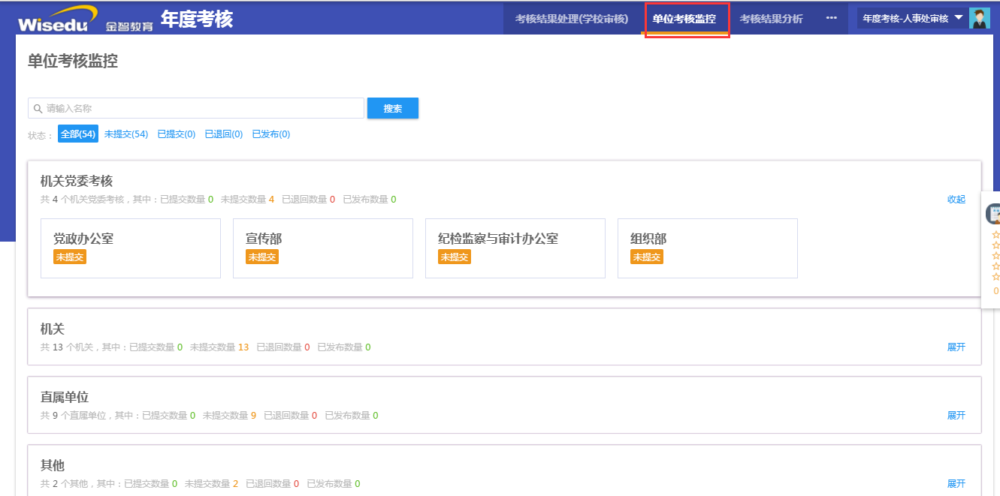 Wisedu 金智教育 年度考核 考核结果处理(学校审核) 单位考核监控 考核结果分析 ··· 年度考核-人事处审核
单位考核监控
请输入名称 搜索
状态： 全部(54) 未提交(54) 已提交(0) 已退回(0) 已发布(0)
机关党委考核
共 4 个机关党委考核，其中：已提交数量 0 未提交数量 4 已退回数量 0 已发布数量 0 收起
党政办公室 宣传部 纪检监察与审计办公室 组织部
未提交 未提交 未提交 未提交
0
机关
共 13 个机关，其中：已提交数量 0 未提交数量 13 已退回数量 0 已发布数量 0 展开
直属单位
共 9 个直属单位，其中：已提交数量 0 未提交数量 9 已退回数量 0 已发布数量 0 展开
其他
共 2 个其他，其中：已提交数量 0 未提交数量 2 已退回数量 0 已发布数量 0 展开